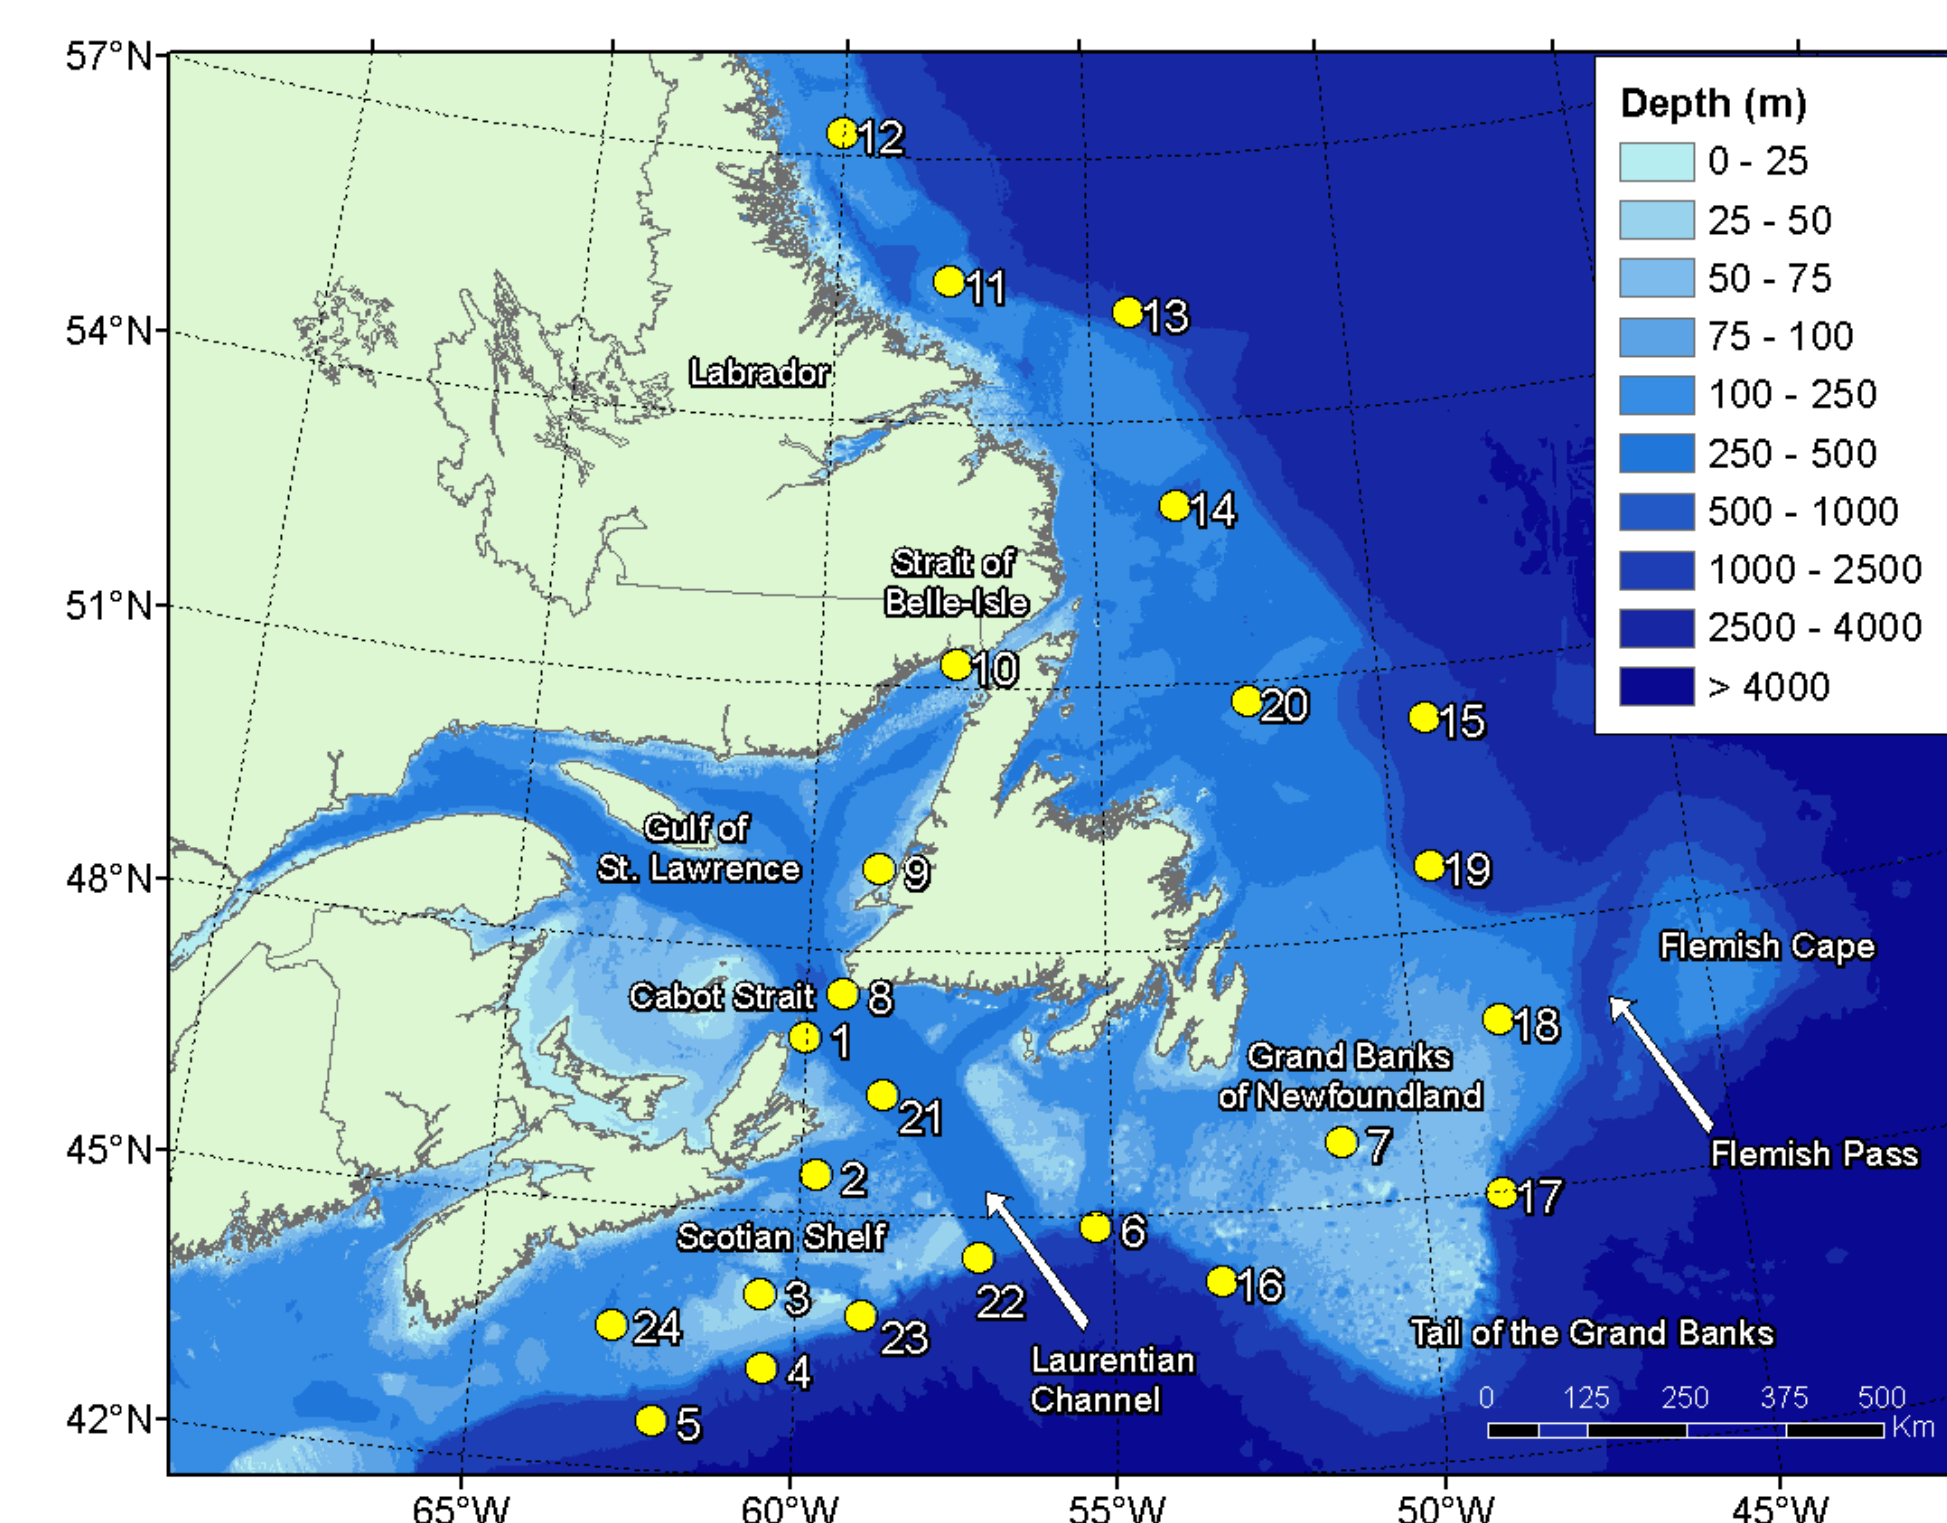 57°N
54°N
51°N
48°N
45°N
42°N
65°W
60°W
55°W
50°W
45°W
Depth (m)
0 - 25
25 - 50
50 - 75
75 - 100
100 - 250
250 - 500
500 - 1000
1000 - 2500
2500 - 4000
> 4000
12
11
13
Labrador
14
Strait of
Belle-Isle
10
20
15
Gulf of
St. Lawrence
9
19
Flemish Cape
Cabot Strait
8
1
18
Grand Banks
of Newfoundland
21
7
Flemish Pass
2
17
Scotian Shelf
6
16
3
22
24
23
Tail of the Grand Banks
4
Laurentian
Channel
5
0 125 250 375 500
Km